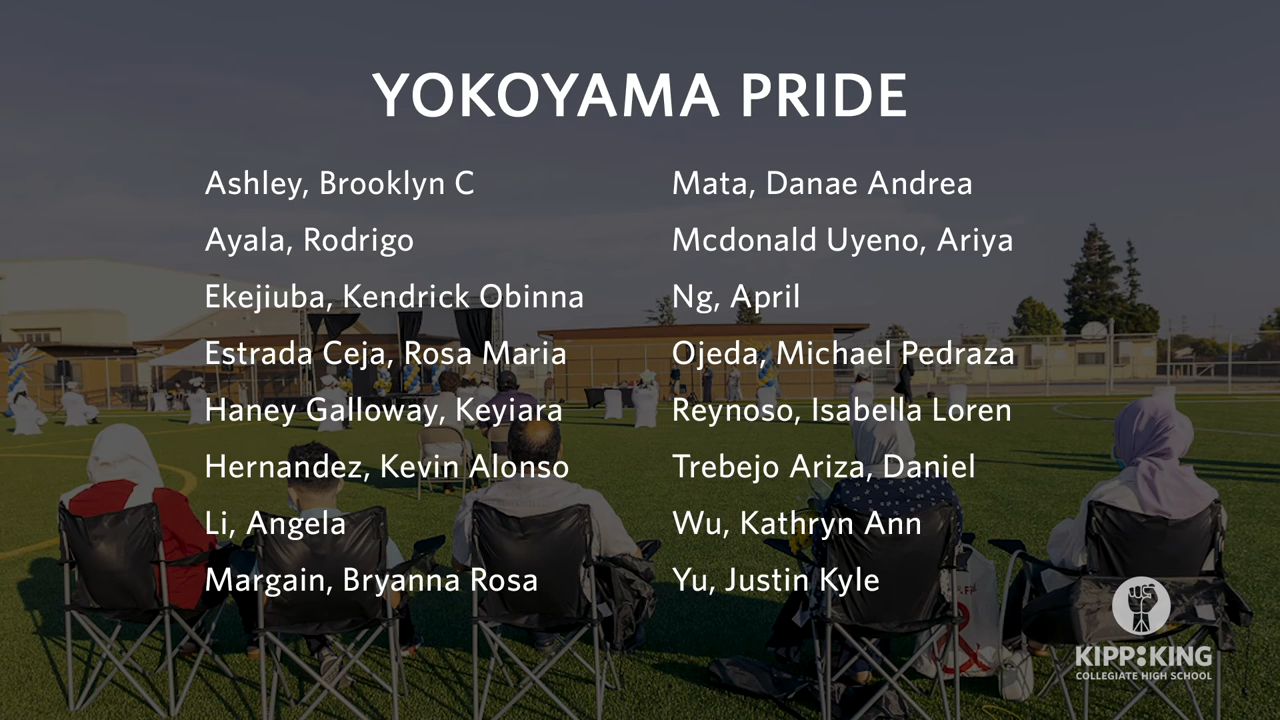 YOKOYAMA PRIDE
Ashley, Brooklyn C
Ayala, Rodrigo
Ekejiuba, Kendrick Obinna
Estrada Ceja, Rosa Maria
Haney Galloway, Keyiara
Hernandez, Kevin Alonso
Li, Angela
Margain, Bryanna Rosa
Mata, Danae Andrea
Mcdonald Uyeno, Ariya
Ng, April
Ojeda, Michael Pedraza
Reynoso, Isabella Loren
Trebejo Ariza, Daniel
Wu, Kathryn Ann
Yu, Justin Kyle
KIPP:KING
COLLEGIATE HIGH SCHOOL